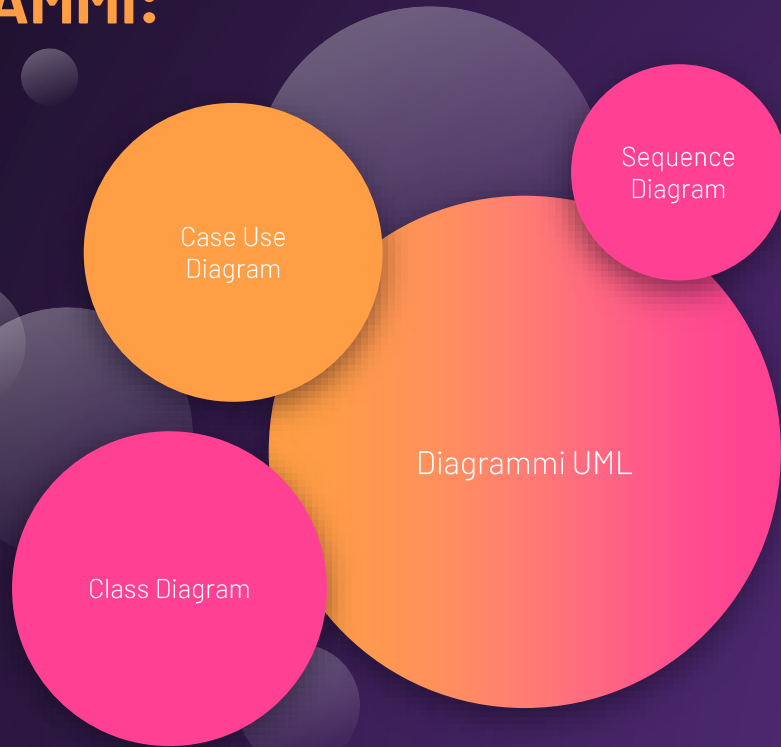 AMMI:
Sequence
Diagram
Case Use
Diagram
Diagrammi UML
Class Diagram